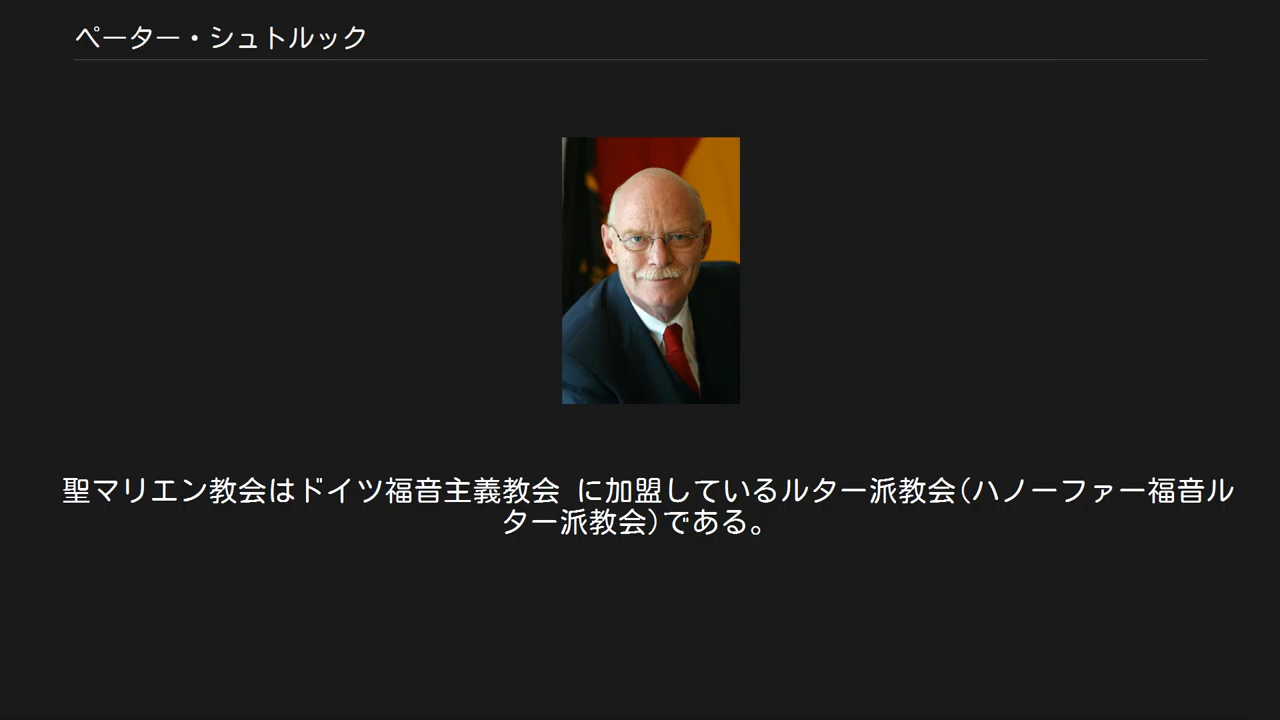 ペーター・シュトルック
聖マリエン教会はドイツ福音主義教会 に加盟しているルター派教会(ハノーファー福音ル
ター派教会)である。